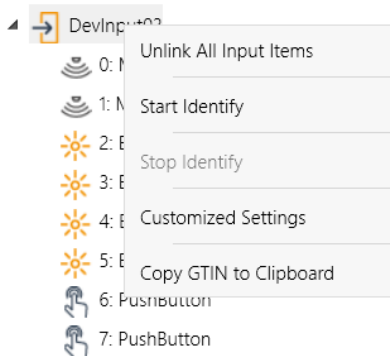 DevInput03
Unlink All Input Items
0:
1:
Start Identify
2:
Stop Identify
3:
4:
Customized Settings
5:
Copy GTIN to Clipboard
6: PushButton
7: PushButton